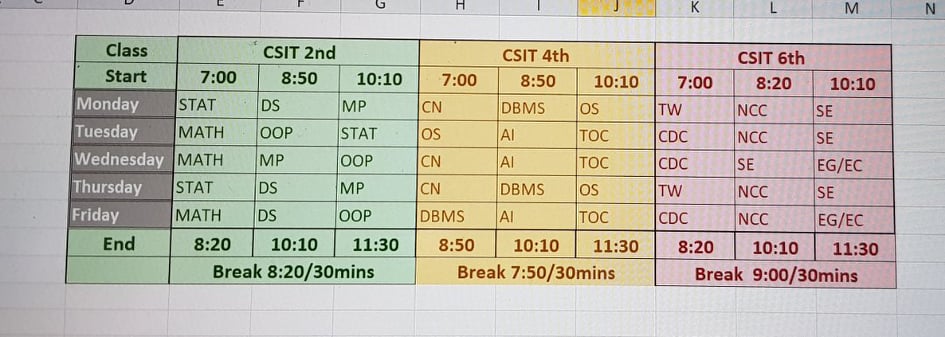 C D E F G H I J K L M N
Class CSIT 2nd CSIT 4th CSIT 6th
Start 7:00 8:50 10:10 7:00 8:50 10:10 7:00 8:20 10:10
Monday STAT DS MP CN DBMS OS TW NCC SE
Tuesday MATH OOP STAT OS AI TOC CDC NCC SE
Wednesday MATH MP OOP CN AI TOC CDC SE EG/EC
Thursday STAT DS MP CN DBMS OS TW NCC SE
Friday MATH DS OOP DBMS AI TOC CDC NCC EG/EC
End 8:20 10:10 11:30 8:50 10:10 11:30 8:20 10:10 11:30
Break 8:20/30mins Break 7:50/30mins Break 9:00/30mins